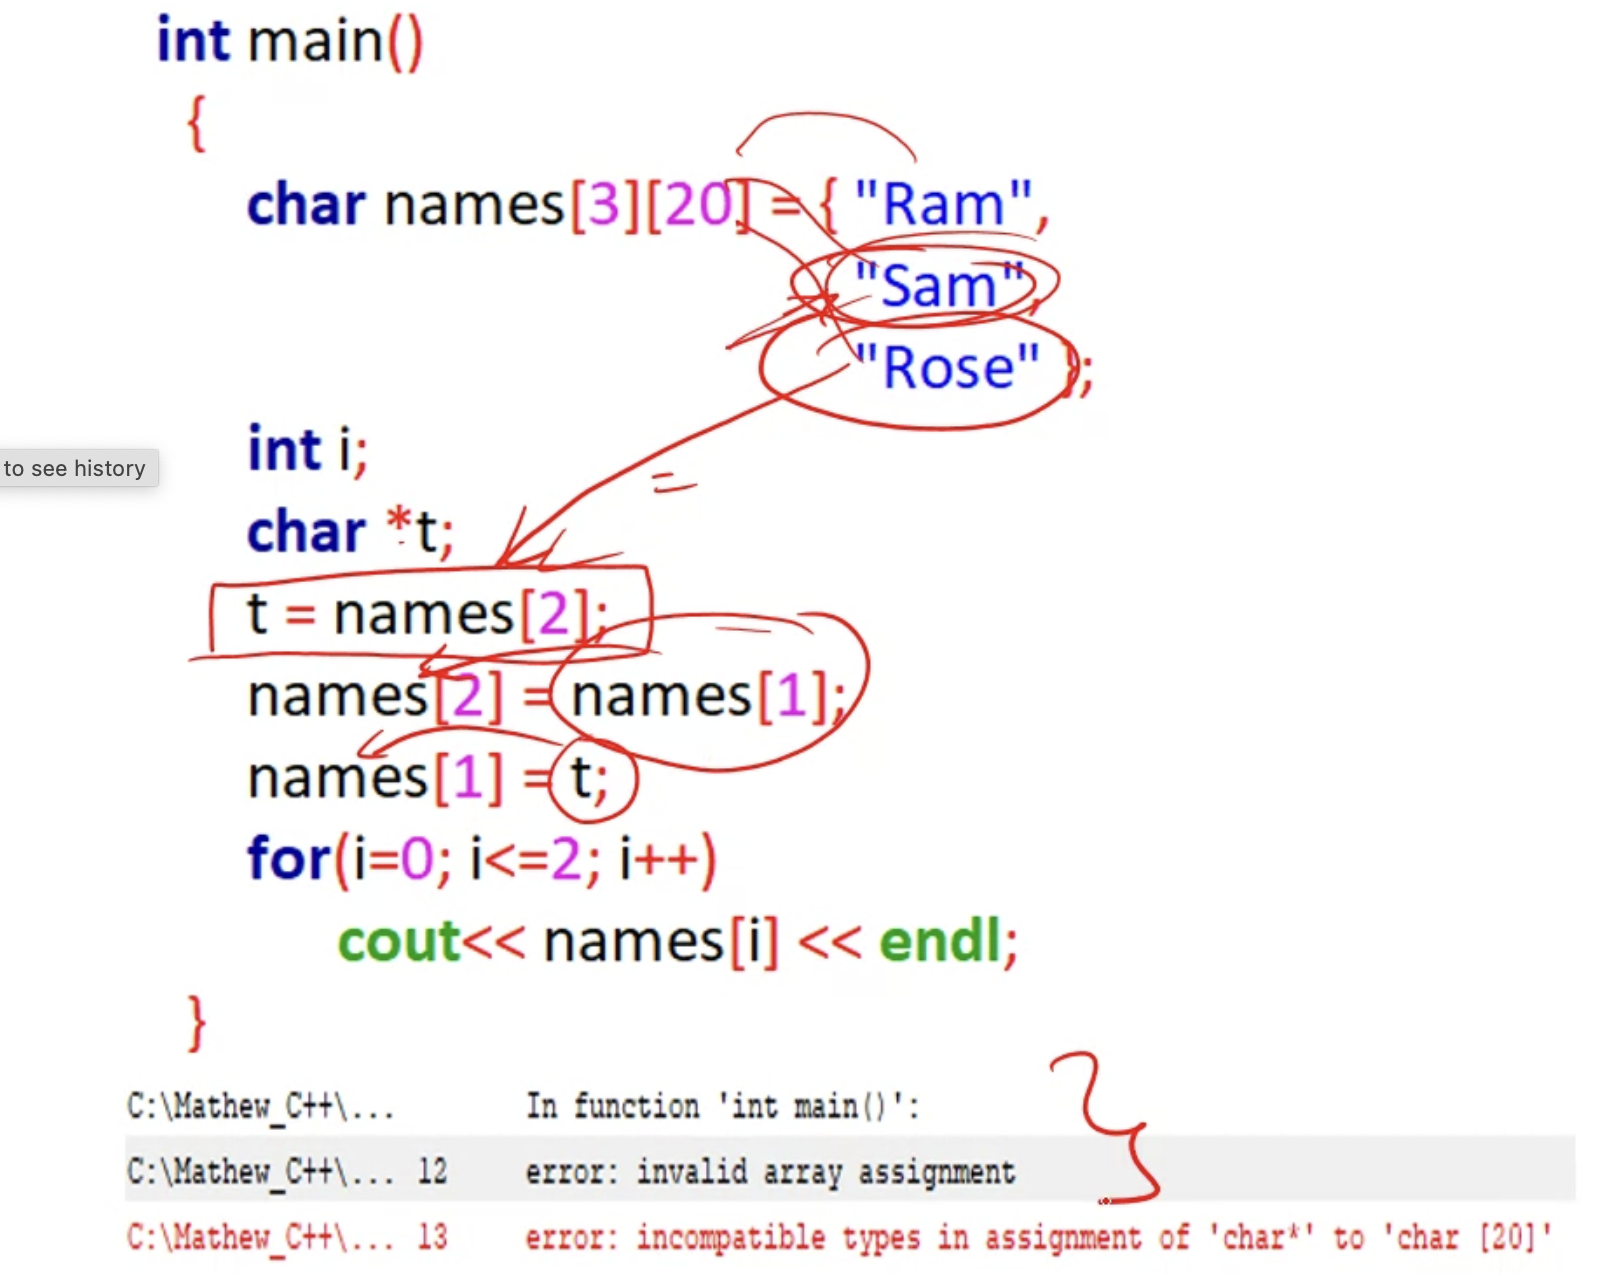 int main()
{
char names[3][20] = { "Ram",
"Sam",
"Rose" };
int i;
to see history
char *t;
t = names[2];
names[2] = names[1];
names[1] = t;
for(i=0; i<=2; i++)
cout<< names[i] << endl;
}
C:\Mathew_C++\... In function 'int main()':
C:\Mathew_C++\... 12 error: invalid array assignment
C:\Mathew_C++\... 13 error: incompatible types in assignment of 'char*' to 'char [20]'